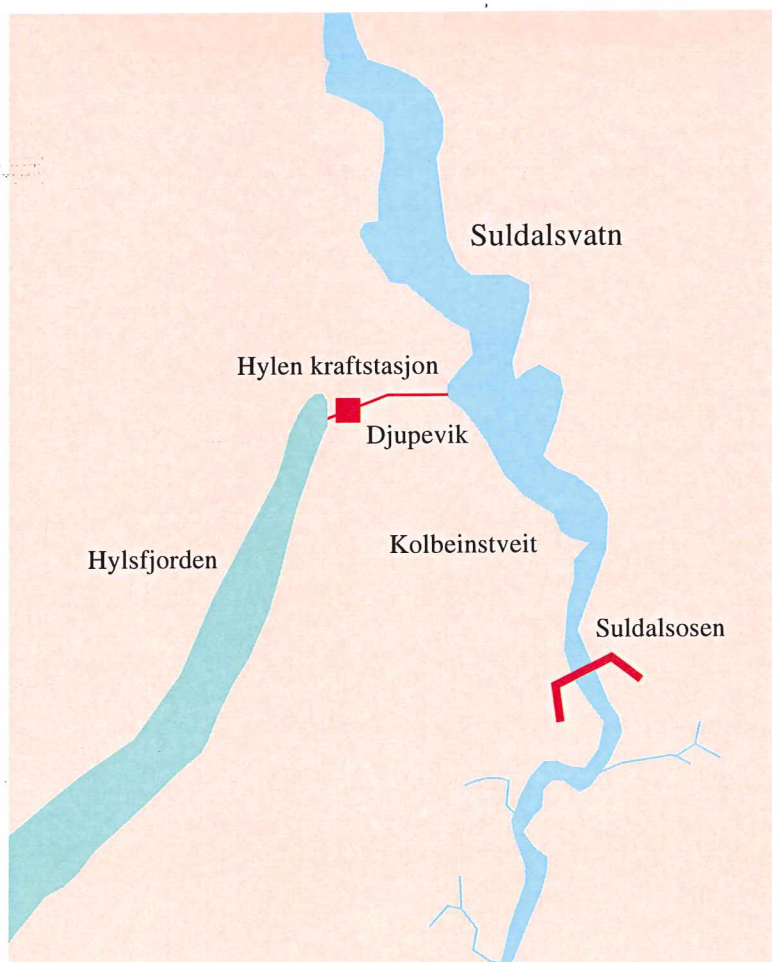 Suldalsvatn
Hylen kraftstasjon
Djupevik
Kolbeinstveit
Hylsfjorden
Suldalsosen